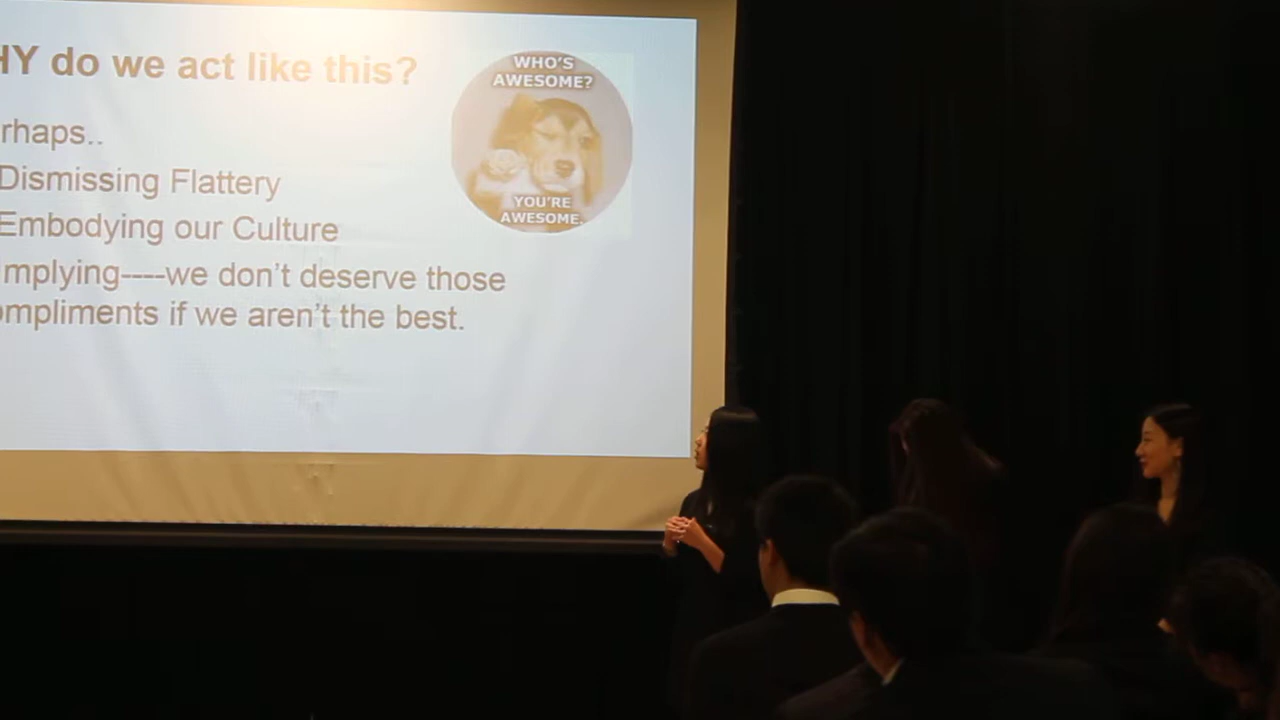 HY do we act like this?
WHO'S
AWESOME?
YOU'RE
AWESOME.
rhaps..
Dismissing Flattery
Embodying our Culture
mplying----we don't deserve those
ompliments if we aren't the best.